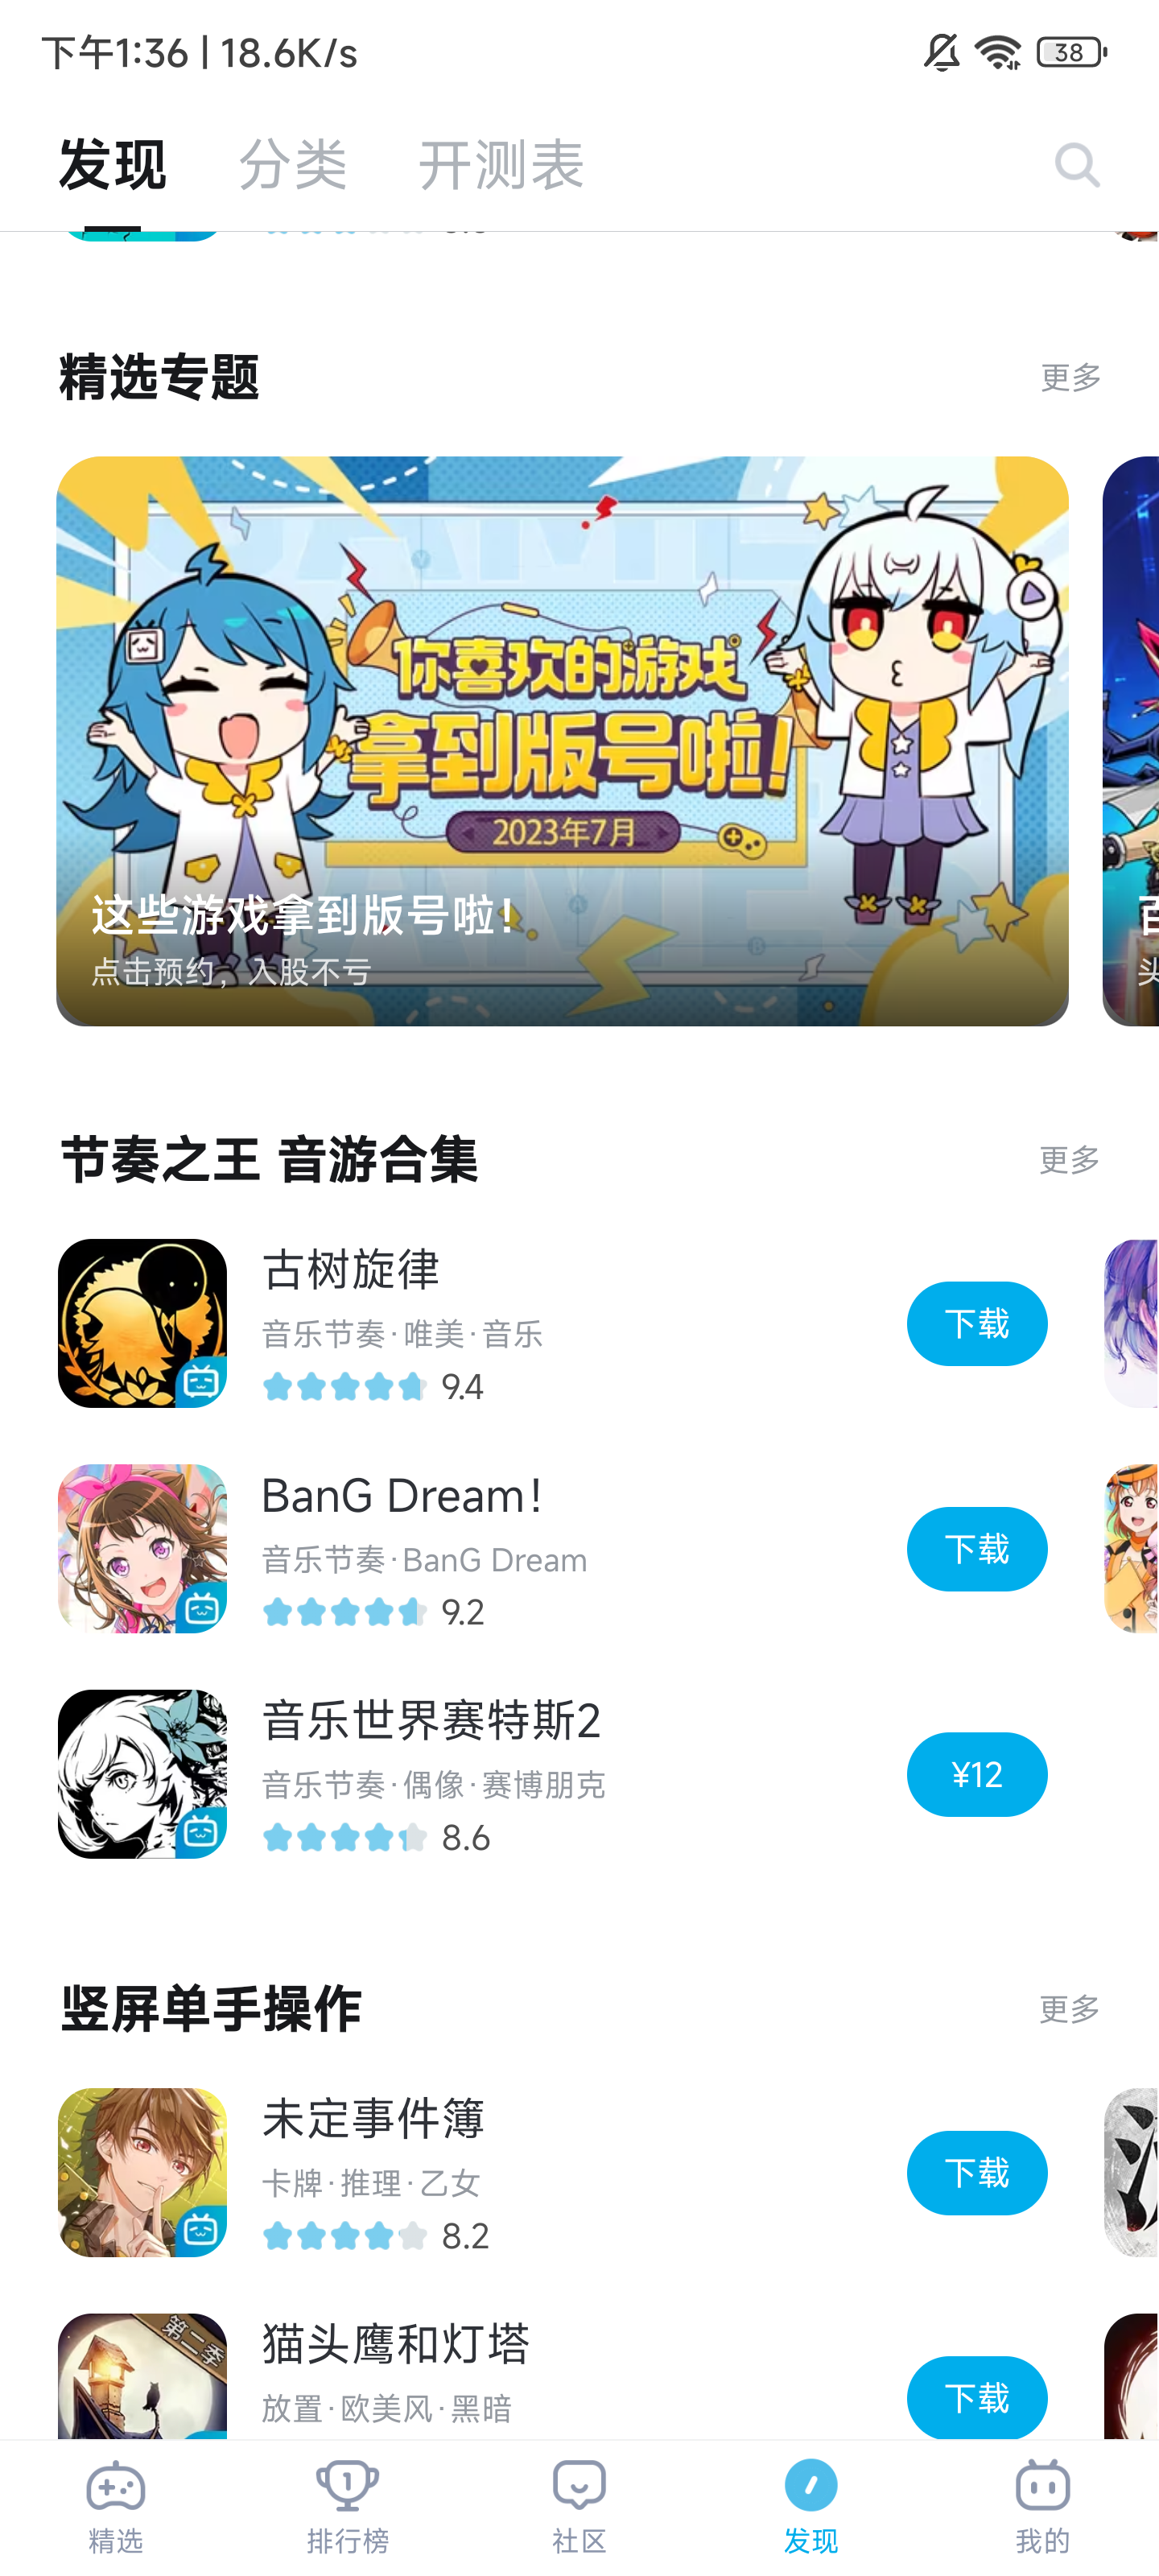 下午1:36 | 18.6K/s
38
发现 分类 开测表
精选专题 更多
你喜欢的游戏
拿到版号啦!
2023年7月
这些游戏拿到版号啦!
点击预约，入股不亏
节奏之王 音游合集 更多
古树旋律
音乐节奏·唯美·音乐
9.4
下载
BanG Dream!
音乐节奏·BanG Dream
9.2
下载
音乐世界赛特斯2
音乐节奏·偶像·赛博朋克
8.6
¥12
竖屏单手操作 更多
未定事件簿
卡牌·推理·乙女
8.2
下载
第二季
猫头鹰和灯塔
放置·欧美风·黑暗
下载
精选 排行榜 社区 发现 我的